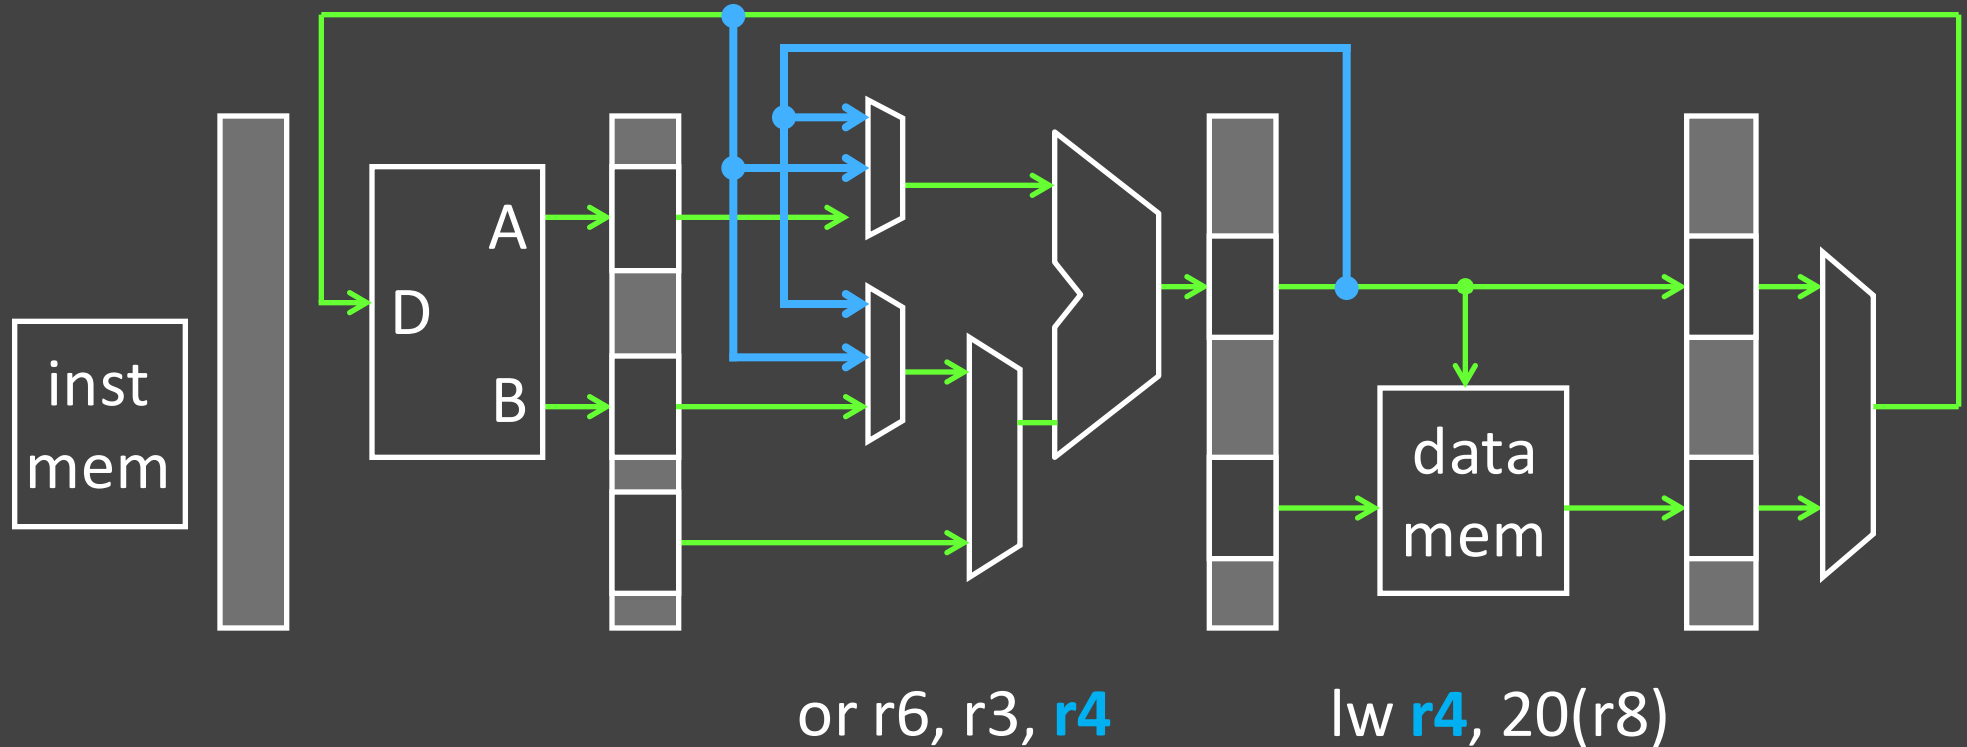 A
D
B
inst
mem
data
mem
or r6, r3, r4
lw r4, 20(r8)